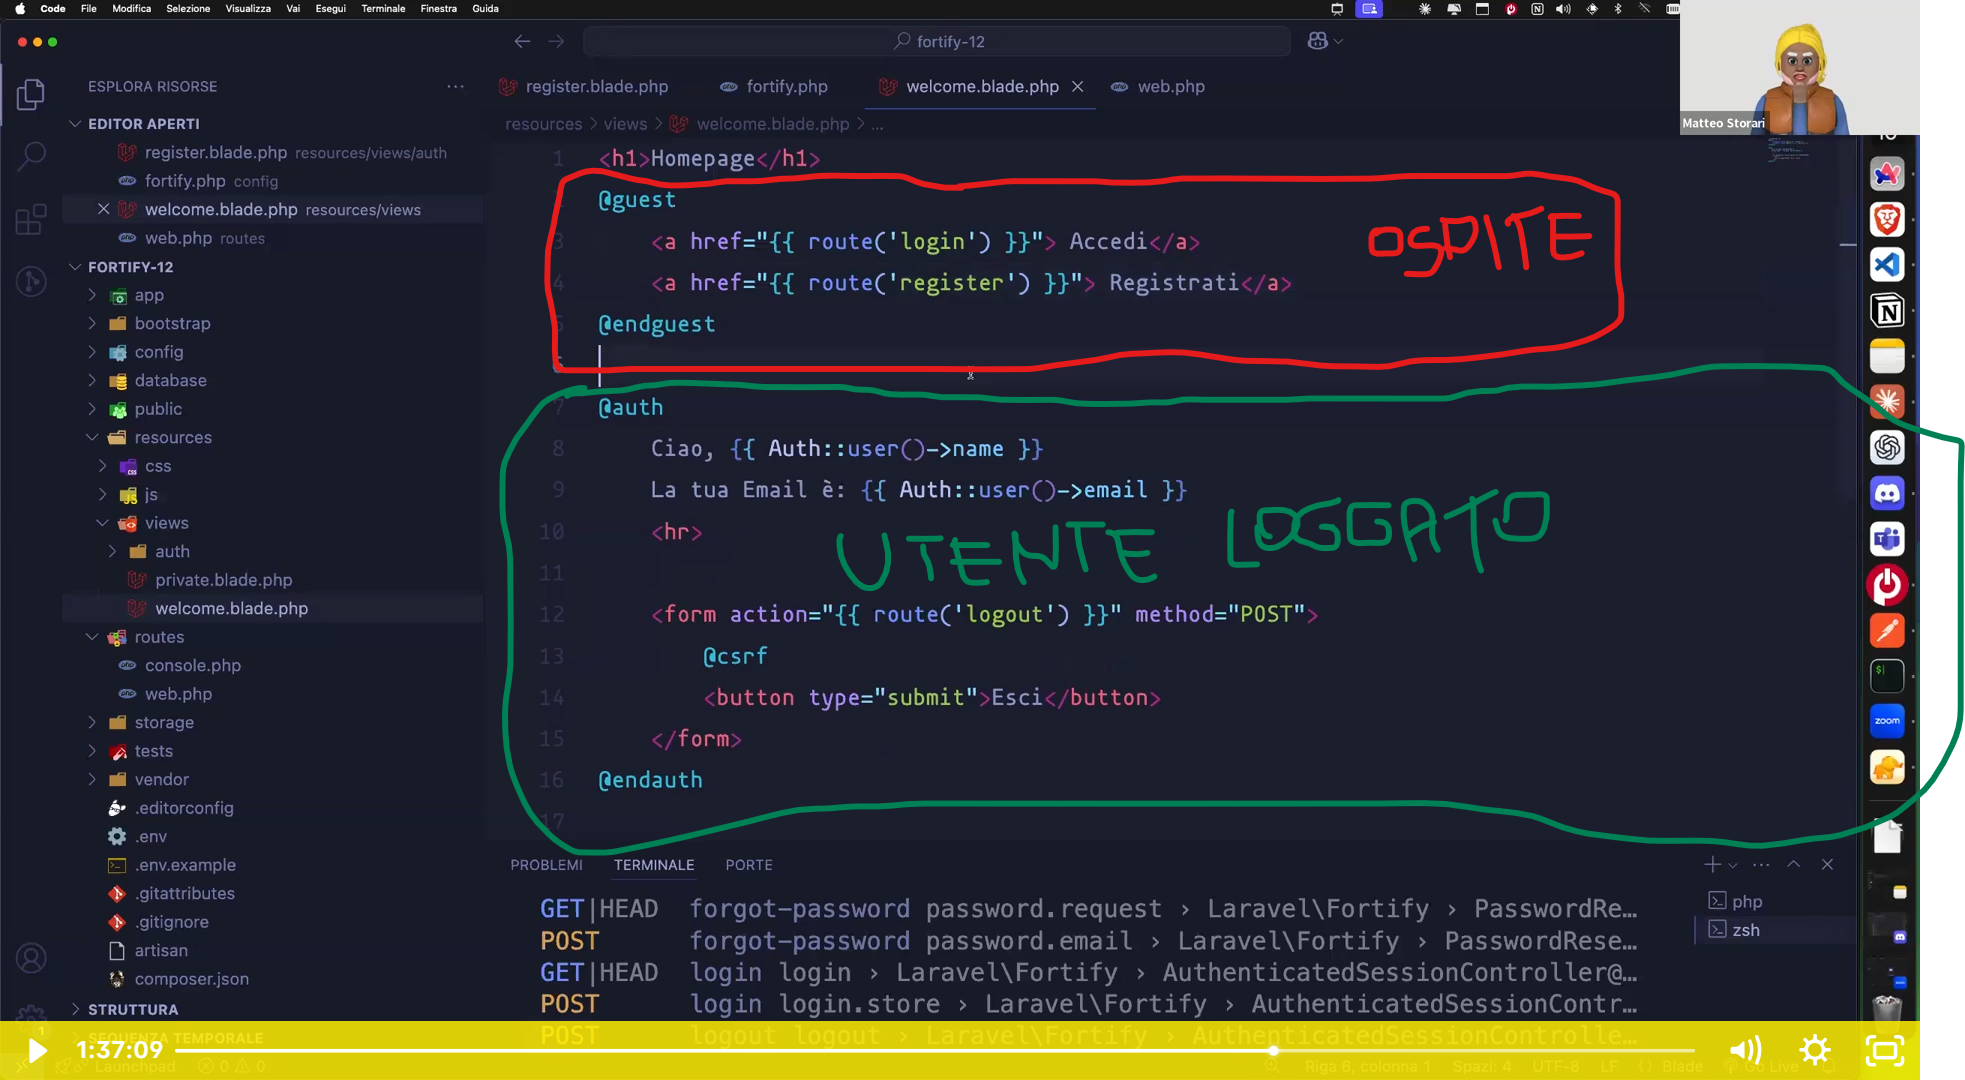 Code File Modifica Selezione Visualizza Vai Esegui Terminale Finestra Guida
fortify-12
ESPLORA RISORSE
EDITOR APERTI
register.blade.php resources/views/auth
fortify.php config
welcome.blade.php resources/views
web.php routes
FORTIFY-12
app
bootstrap
config
database
public
resources
css
js
views
auth
private.blade.php
welcome.blade.php
routes
console.php
web.php
storage
tests
vendor
.editorconfig
.env
.env.example
.gitattributes
.gitignore
artisan
composer.json
STRUTTURA
SEQUENZA TEMPORALE
register.blade.php fortify.php welcome.blade.php web.php
resources > views > welcome.blade.php > ...
1 <h1>Homepage</h1>
@guest
3 <a href="{{ route('login') }}"> Accedi</a>
4 <a href="{{ route('register') }}"> Registrati</a>
@endguest
OSPITE
7 @auth
8 Ciao, {{ Auth::user()->name }}
9 La tua Email è: {{ Auth::user()->email }}
10 <hr>
UTENTE LOGGATO
11
12 <form action="{{ route('logout') }}" method="POST">
13 @csrf
14 <button type="submit">Esci</button>
15 </form>
16 @endauth
17
PROBLEMI TERMINALE PORTE
GET|HEAD forgot-password password.request › Laravel\Fortify › PasswordRe…
POST forgot-password password.email › Laravel\Fortify › PasswordRese…
GET|HEAD login login › Laravel\Fortify › AuthenticatedSessionController@…
POST login login.store › Laravel\Fortify › AuthenticatedSessionContr…
POST logout logout › Laravel\Fortify › AuthenticatedSessionControlle…
php
zsh
Matteo Storari
zoom
1:37:09
Launchpad 0 0 Riga 6, colonna 1 Spazi: 4 UTF-8 LF Blade Go Live